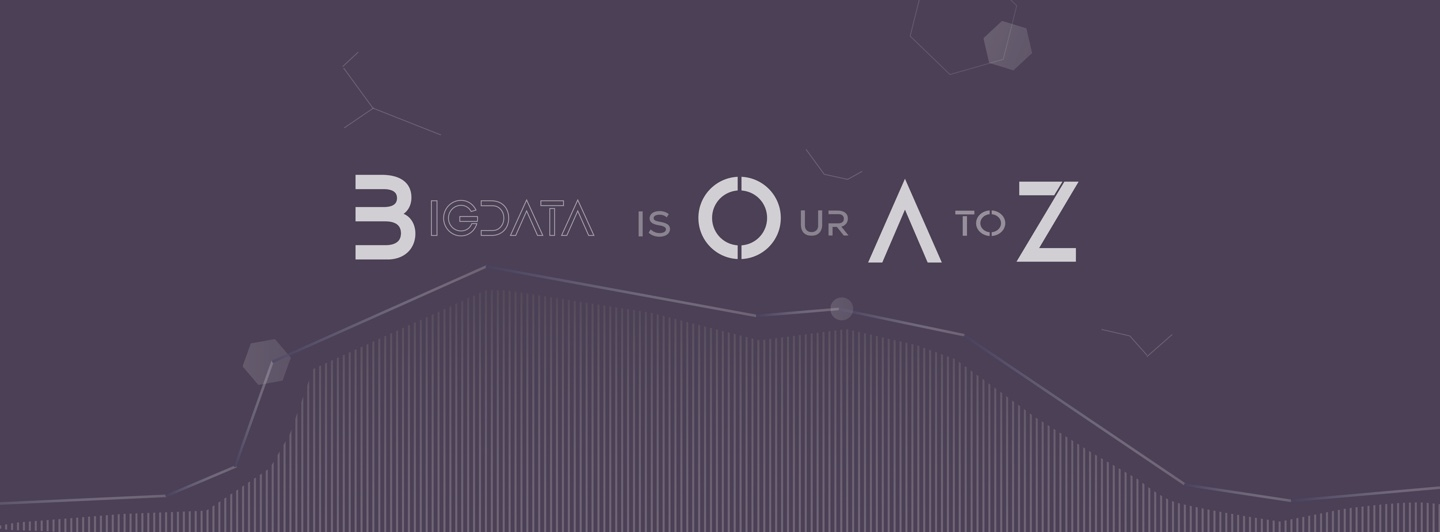 BIGDATA IS OUR A TO Z